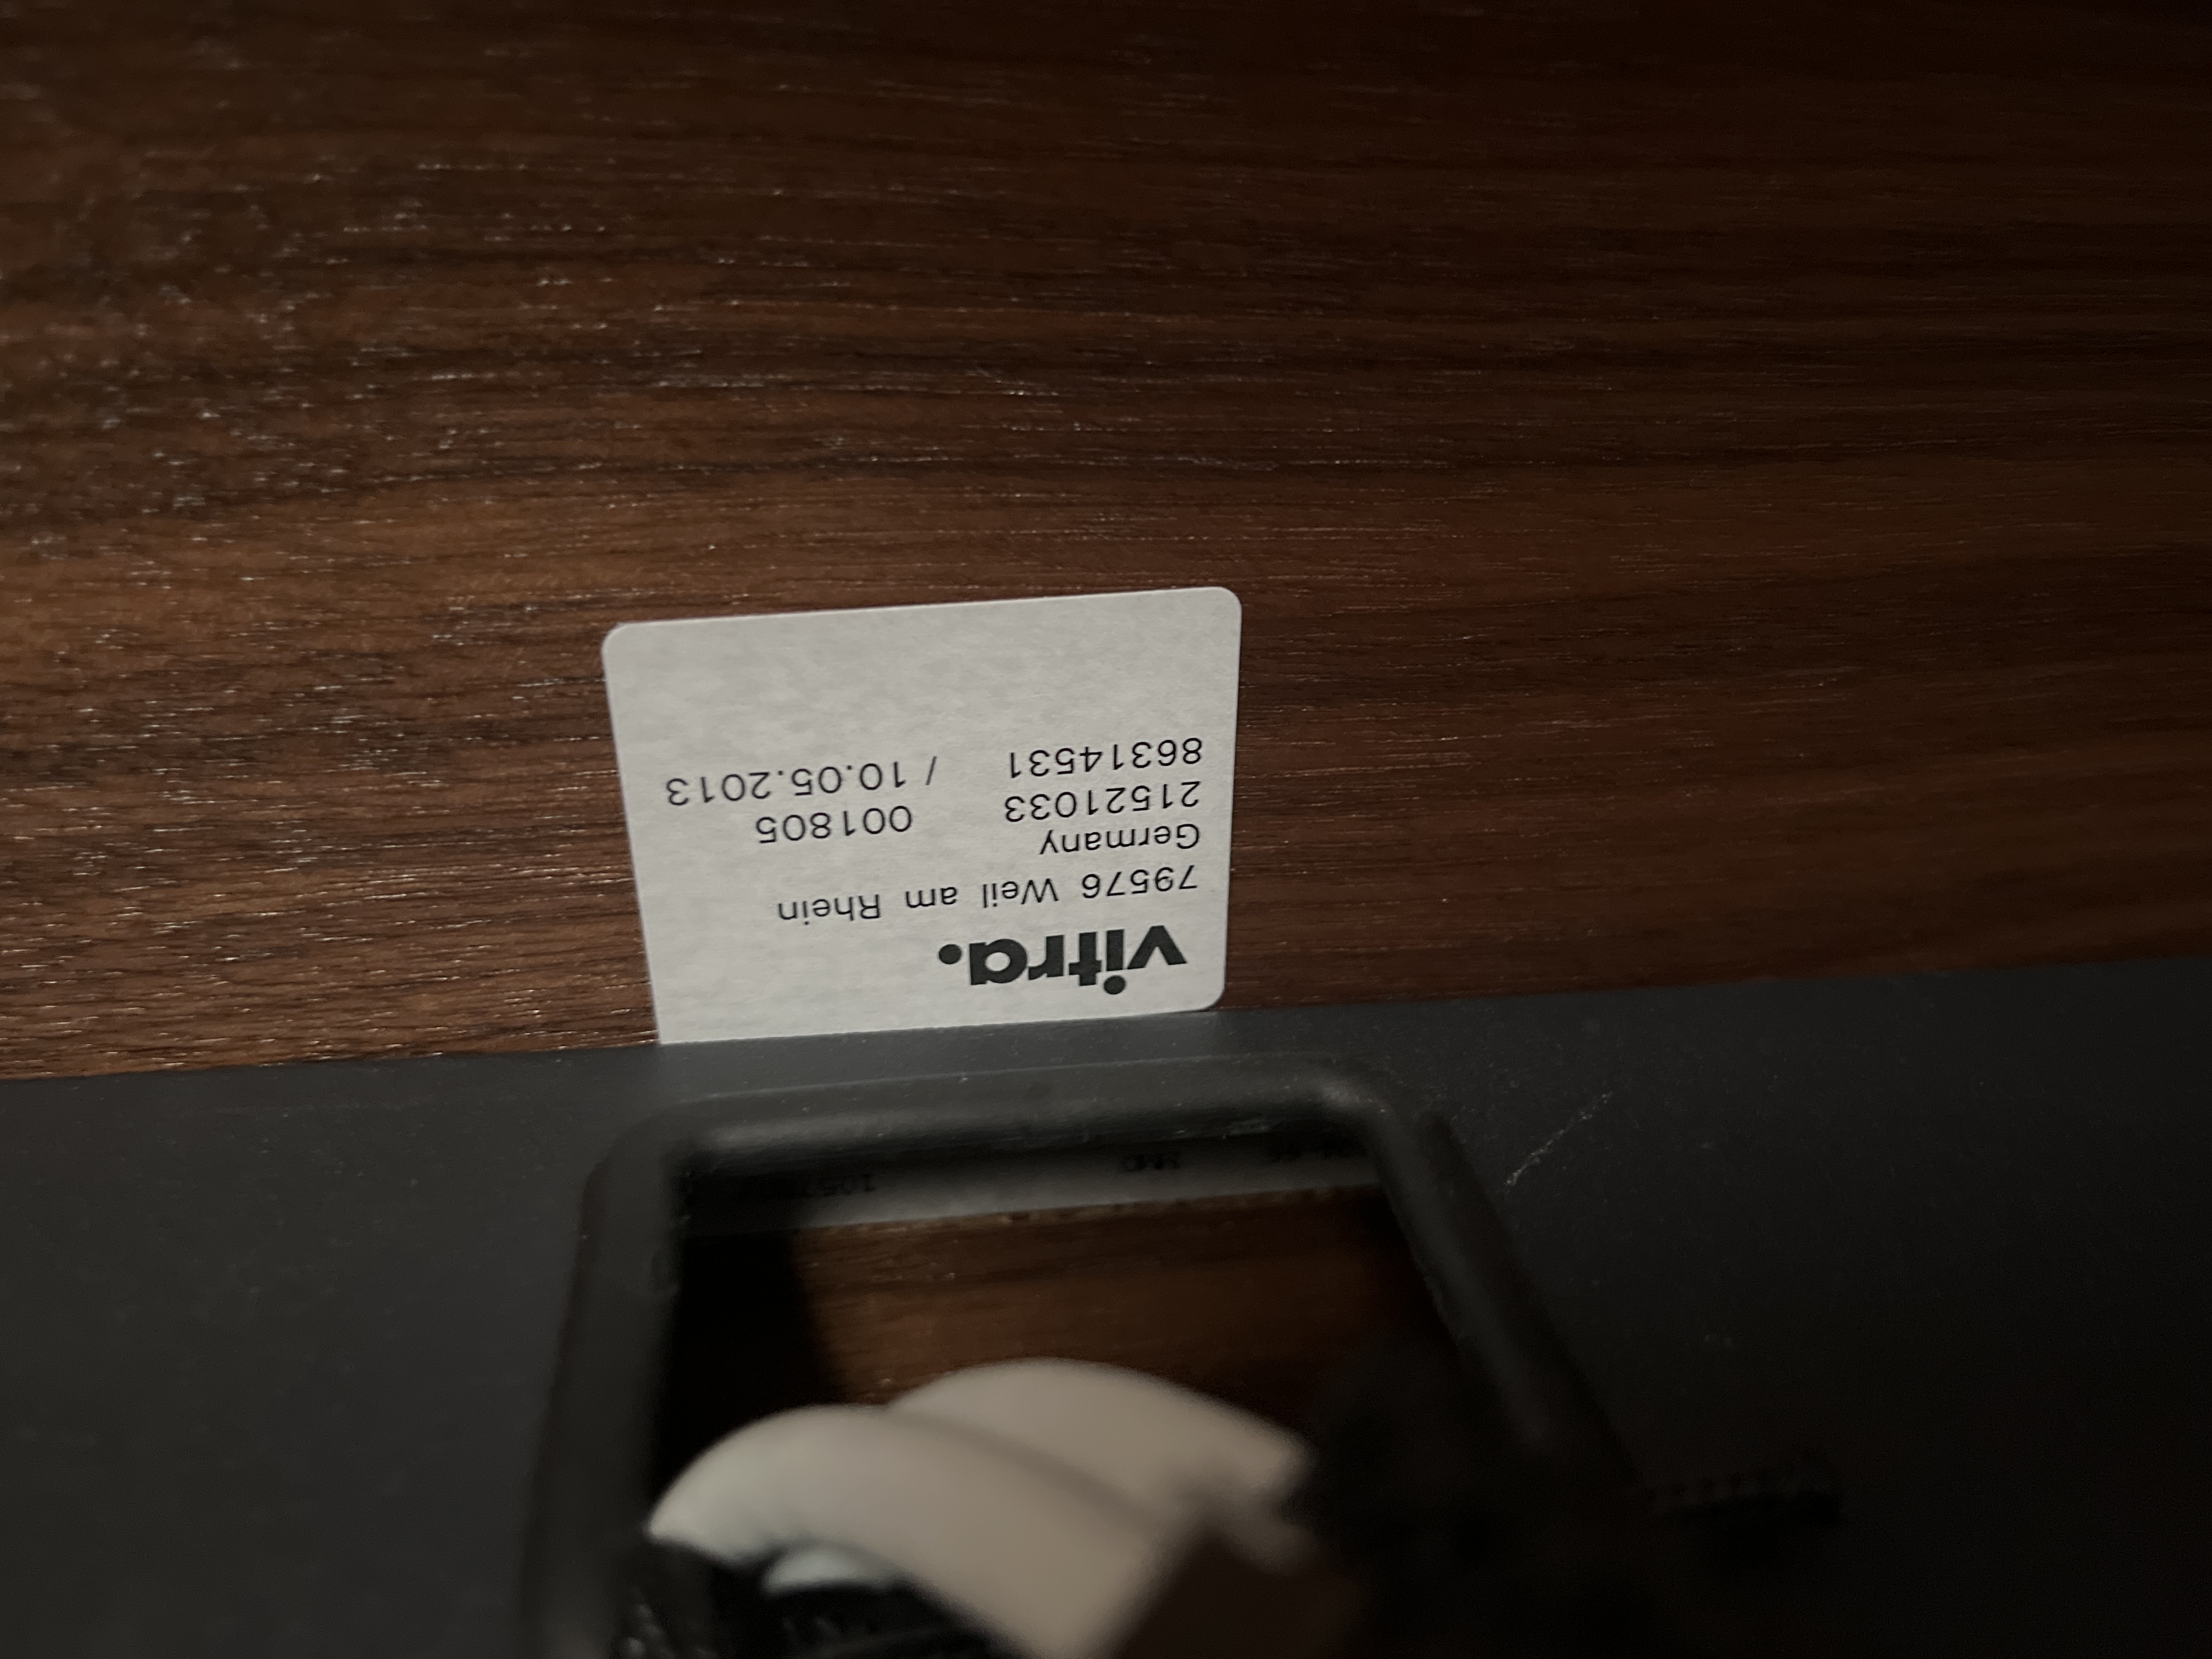 vitra.
79576 Weil am Rhein
Germany
21521033 001805
86314531 / 10.05.2013